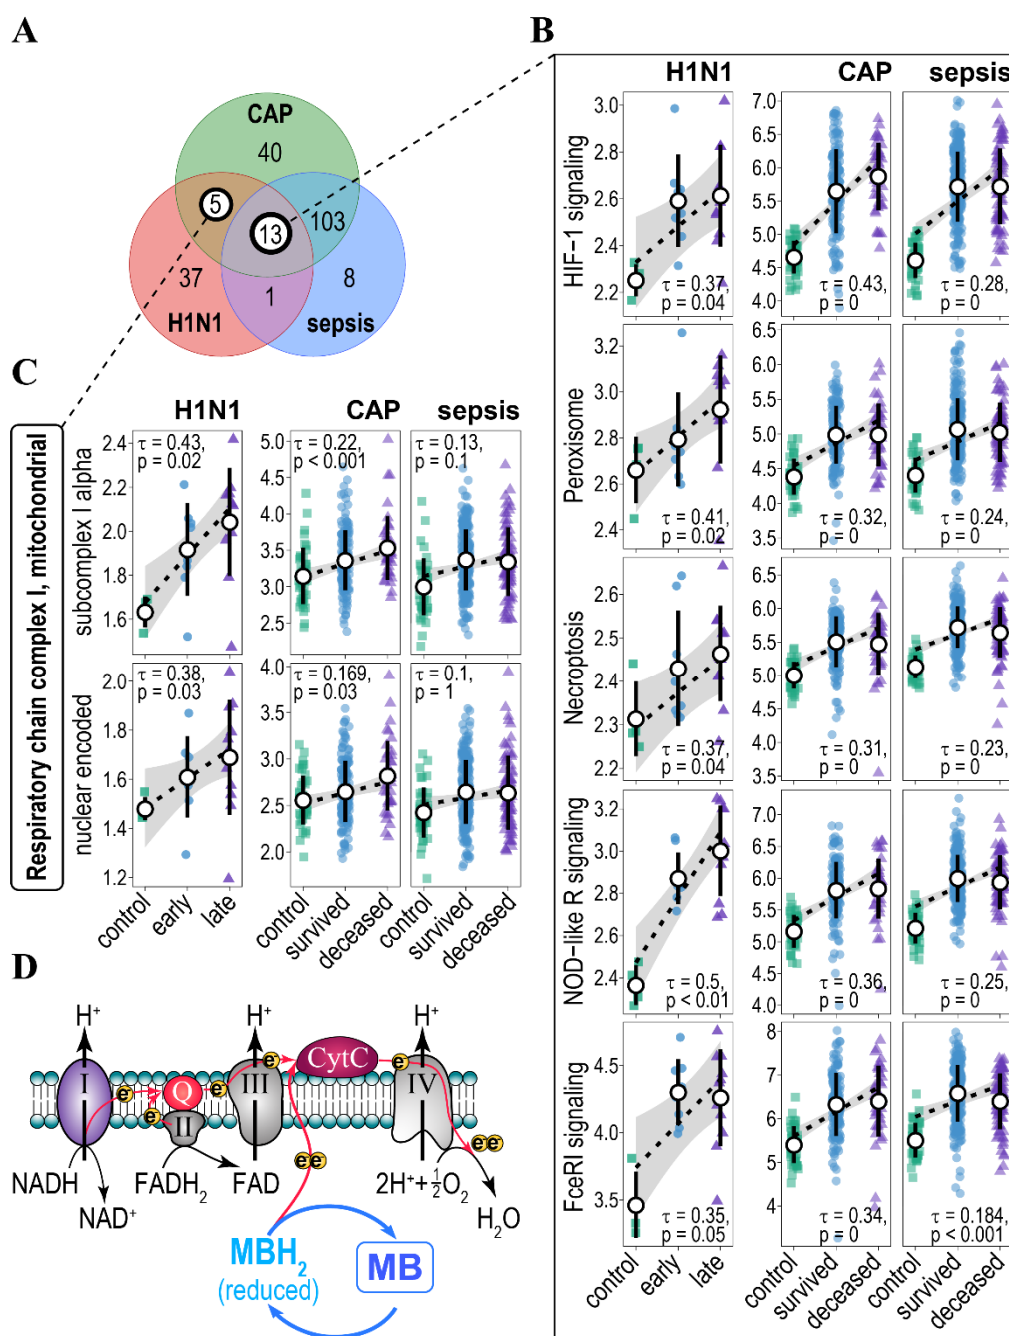 A
CAP
40
5
103
13
37
8
1
H1N1
sepsis
B
H1N1
CAP
sepsis
HIF−1 signaling
3.0
2.8
2.6
2.4
2.2
τ = 0.37,
p = 0.04
7.0
6.5
6.0
5.5
5.0
4.5
4.0
τ = 0.43,
p = 0
τ = 0.28,
p = 0
Peroxisome
3.2
3.0
2.8
2.6
2.4
τ = 0.41,
p = 0.02
6.5
6.0
5.5
5.0
4.5
4.0
3.5
τ = 0.32,
p = 0
τ = 0.24,
p = 0
Necroptosis
2.6
2.5
2.4
2.3
2.2
τ = 0.37,
p = 0.04
6.5
6.0
5.5
5.0
4.5
4.0
3.5
τ = 0.31,
p = 0
τ = 0.23,
p = 0
NOD−like R signaling
3.2
3.0
2.8
2.6
2.4
τ = 0.5,
p < 0.01
7.0
6.5
6.0
5.5
5.0
4.5
4.0
τ = 0.36,
p = 0
τ = 0.25,
p = 0
FceRI signaling
4.5
4.0
3.5
τ = 0.35,
p = 0.05
8
7
6
5
4
τ = 0.34,
p = 0
τ = 0.184,
p < 0.001
control
early
late
control
survived
deceased
control
survived
deceased
C
H1N1
CAP
sepsis
Respiratory chain complex I, mitochondrial
subcomplex I alpha
2.4
2.2
2.0
1.8
1.6
τ = 0.43,
p = 0.02
5.0
4.5
4.0
3.5
3.0
2.5
τ = 0.22,
p < 0.001
τ = 0.13,
p = 0.1
nuclear encoded
2.0
1.8
1.6
1.4
1.2
τ = 0.38,
p = 0.03
4.0
3.5
3.0
2.5
2.0
τ = 0.169,
p = 0.03
τ = 0.1,
p = 1
control
early
late
control
survived
deceased
control
survived
deceased
D
H⁺
H⁺
H⁺
I
e⁻
Q
II
e⁻
e⁻
III
e⁻
CytC
e⁻
IV
e⁻e⁻
e⁻e⁻
NADH
NAD⁺
FADH₂
FAD
2H⁺+½O₂
H₂O
MBH₂
(reduced)
MB